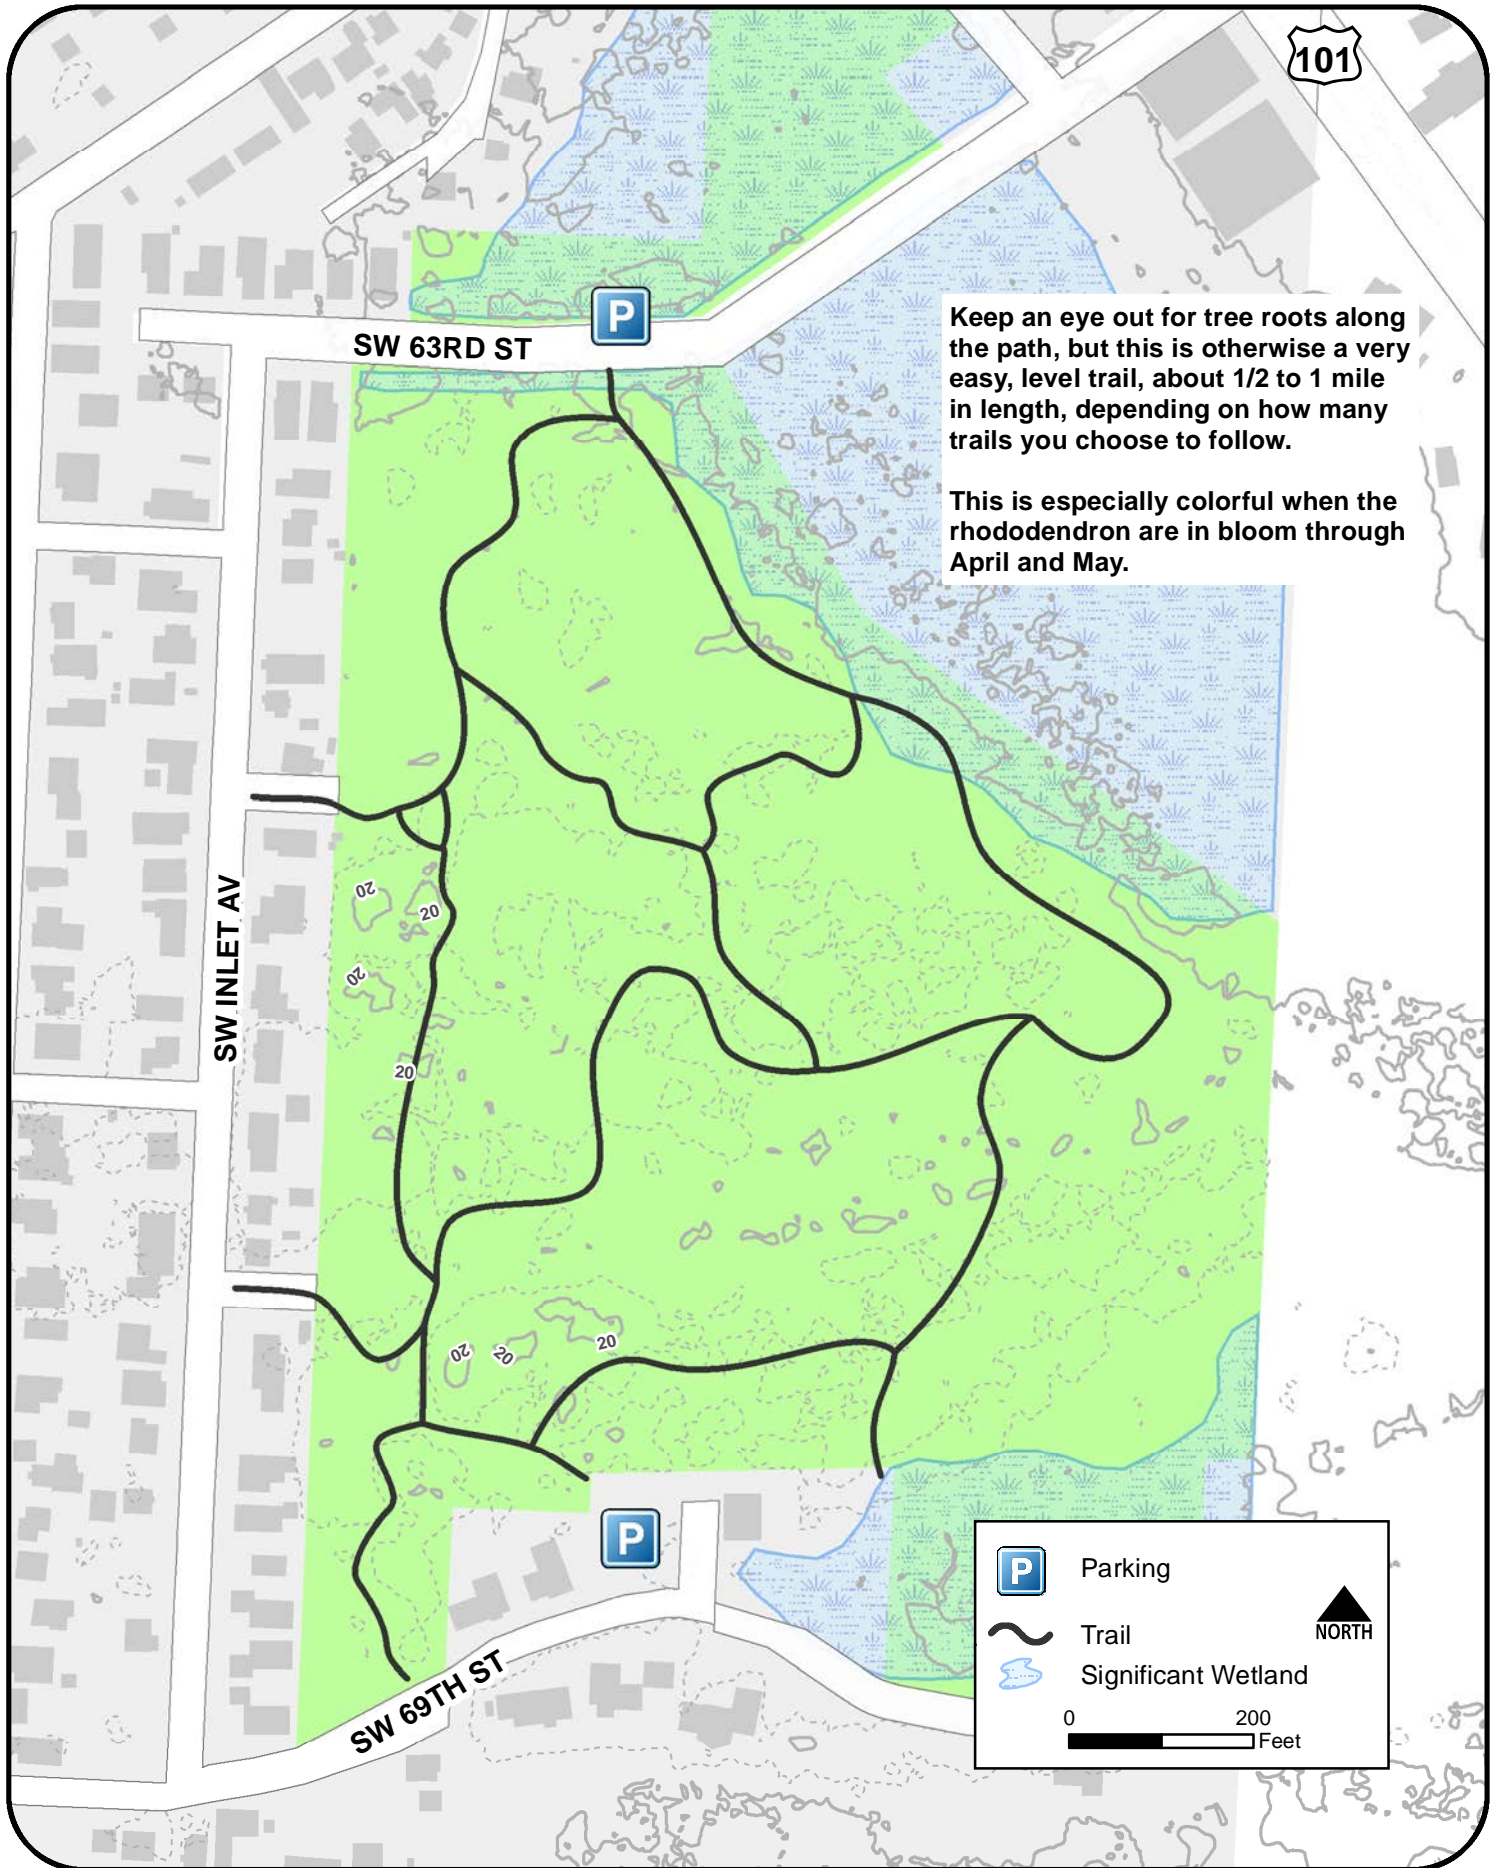 101
P
SW 63RD ST
Keep an eye out for tree roots along
the path, but this is otherwise a very
easy, level trail, about 1/2 to 1 mile
in length, depending on how many
trails you choose to follow.
This is especially colorful when the
rhododendron are in bloom through
April and May.
SW INLET AV
20
20
20
20
20
20
20
P
SW 69TH ST
P Parking
Trail
NORTH
Significant Wetland
0 200
Feet